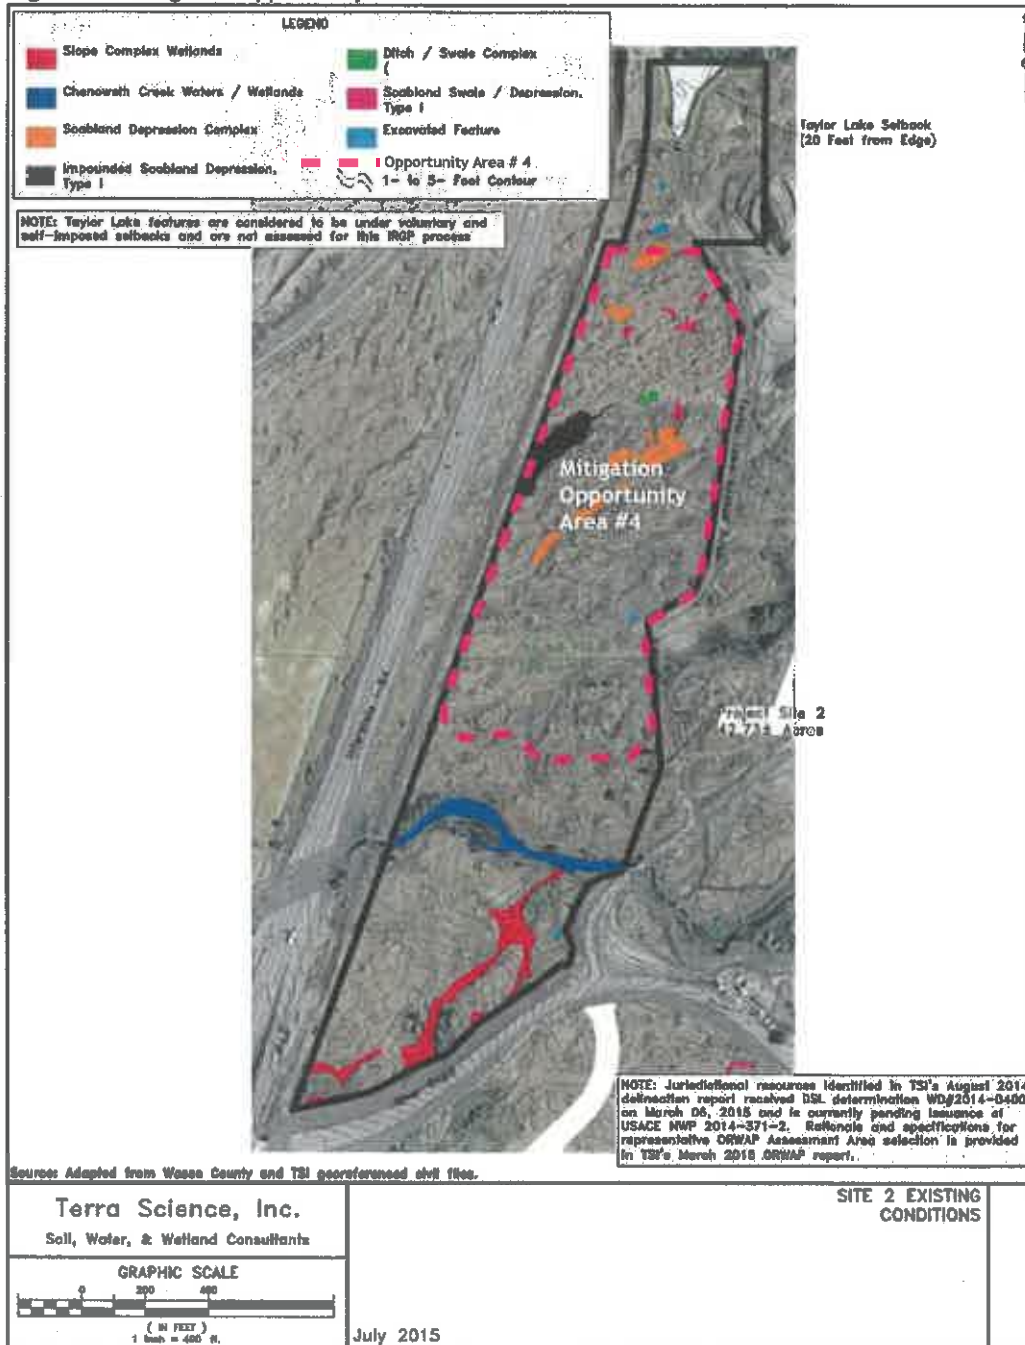 LEGEND
Slope Complex Wetlands
Chenoweth Creek Waters / Wetlands
Scabland Depression Complex
Impounded Scabland Depression,
Type I
Ditch / Swale Complex
(
Scabland Swale / Depression,
Type I
Excavated Feature
Opportunity Area # 4
1- to 5- Foot Contour
NOTE: Taylor Lake features are considered to be under voluntary and
self-imposed setbacks and are not assessed for this IRGP process
Taylor Lake Setback
(20 Feet from Edge)
Mitigation
Opportunity
Area #4
Interstate-84
Site 2
Acres
NOTE: Jurisdictional resources identified in TSI's August 2014
delineation report received DSL determination WD#2014-0400
on March 06, 2015 and is currently pending issuance of
USACE NWP 2014-371-2. Rationale and specifications for
representative ORWAP Assessment Area selection is provided
in TSI's March 2015 ORWAP report.
Source: Adapted from Wasco County and TSI georeferenced civil files.
Terra Science, Inc.
Soil, Water, & Wetland Consultants
GRAPHIC SCALE
0 200 400
( IN FEET )
1 inch = 400 ft.
July 2015
SITE 2 EXISTING
CONDITIONS